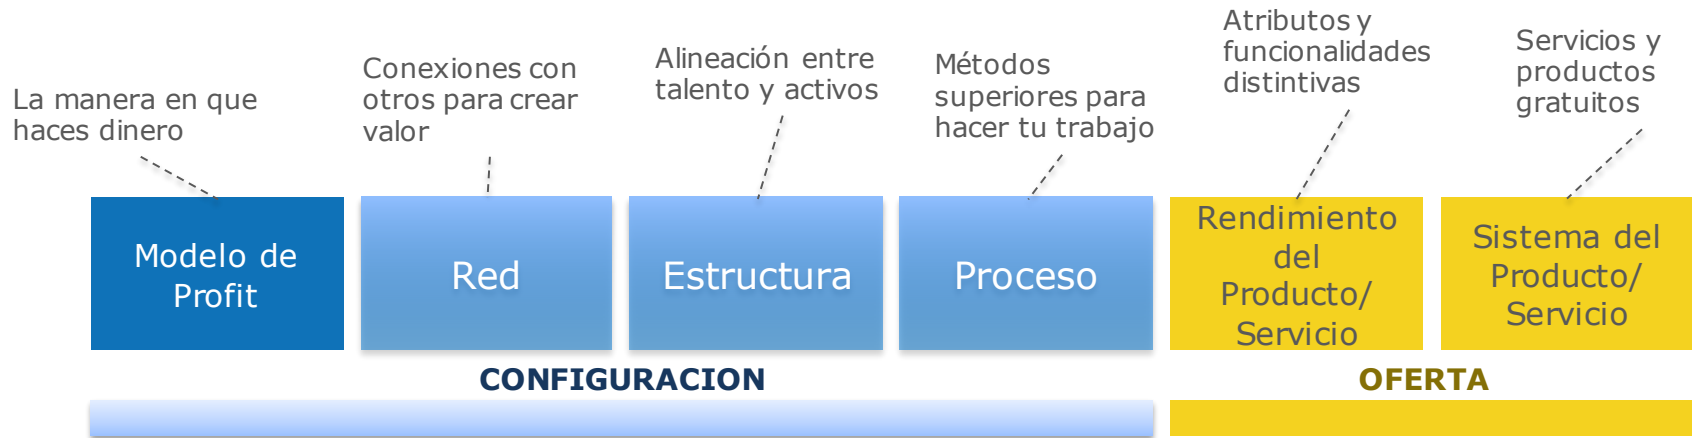 La manera en que
haces dinero
Conexiones con
otros para crear
valor
Alineación entre
talento y activos
Métodos
superiores para
hacer tu trabajo
Atributos y
funcionalidades
distintivas
Servicios y
productos
gratuitos
Modelo de
Profit
Red
Estructura
Proceso
Rendimiento
del
Producto/
Servicio
Sistema del
Producto/
Servicio
CONFIGURACION
OFERTA